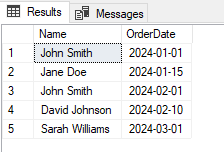 Results Messages
Name OrderDate
1 John Smith 2024-01-01
2 Jane Doe 2024-01-15
3 John Smith 2024-02-01
4 David Johnson 2024-02-10
5 Sarah Williams 2024-03-01